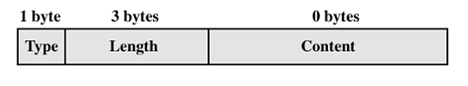 1 byte 3 bytes 0 bytes
Type Length Content